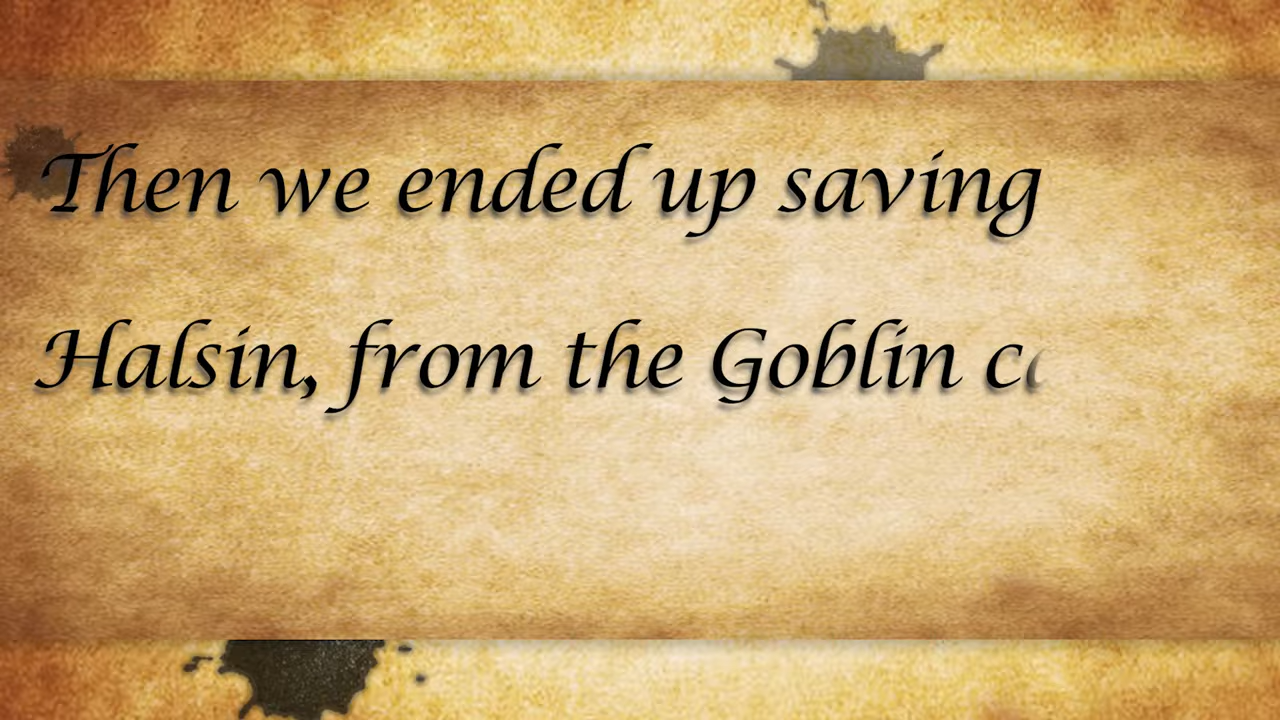 Then we ended up saving
Halsin, from the Goblin